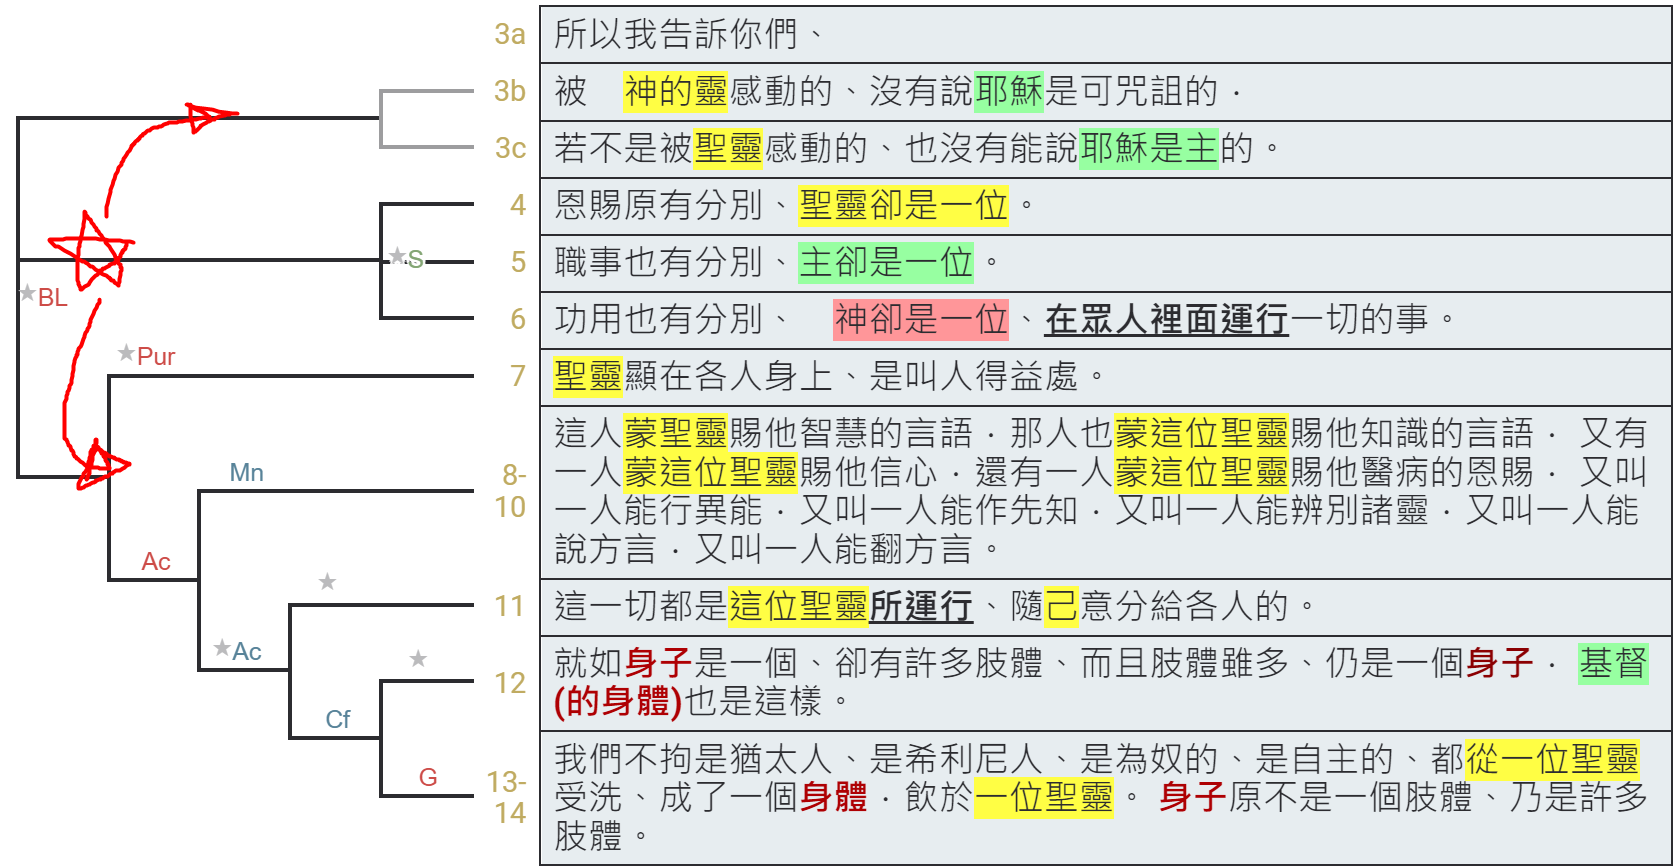 3a 所以我告訴你們、
3b 被　神的靈感動的、沒有說耶穌是可咒詛的．
3c 若不是被聖靈感動的、也沒有能說耶穌是主的。
4 恩賜原有分別、聖靈卻是一位。
★S 5 職事也有分別、主卻是一位。
★BL
6 功用也有分別、　神卻是一位、在眾人裡面運行一切的事。
★Pur
7 聖靈顯在各人身上、是叫人得益處。
這人蒙聖靈賜他智慧的言語．那人也蒙這位聖靈賜他知識的言語． 又有
Mn 8- 一人蒙這位聖靈賜他信心．還有一人蒙這位聖靈賜他醫病的恩賜． 又叫
10 一人能行異能．又叫一人能作先知．又叫一人能辨別諸靈．又叫一人能
Ac 說方言．又叫一人能翻方言。
★
11 這一切都是這位聖靈所運行、隨己意分給各人的。
★Ac ★
就如身子是一個、卻有許多肢體、而且肢體雖多、仍是一個身子． 基督
12 (的身體)也是這樣。
Cf
我們不拘是猶太人、是希利尼人、是為奴的、是自主的、都從一位聖靈
G 13- 受洗、成了一個身體．飲於一位聖靈。 身子原不是一個肢體、乃是許多
14 肢體。